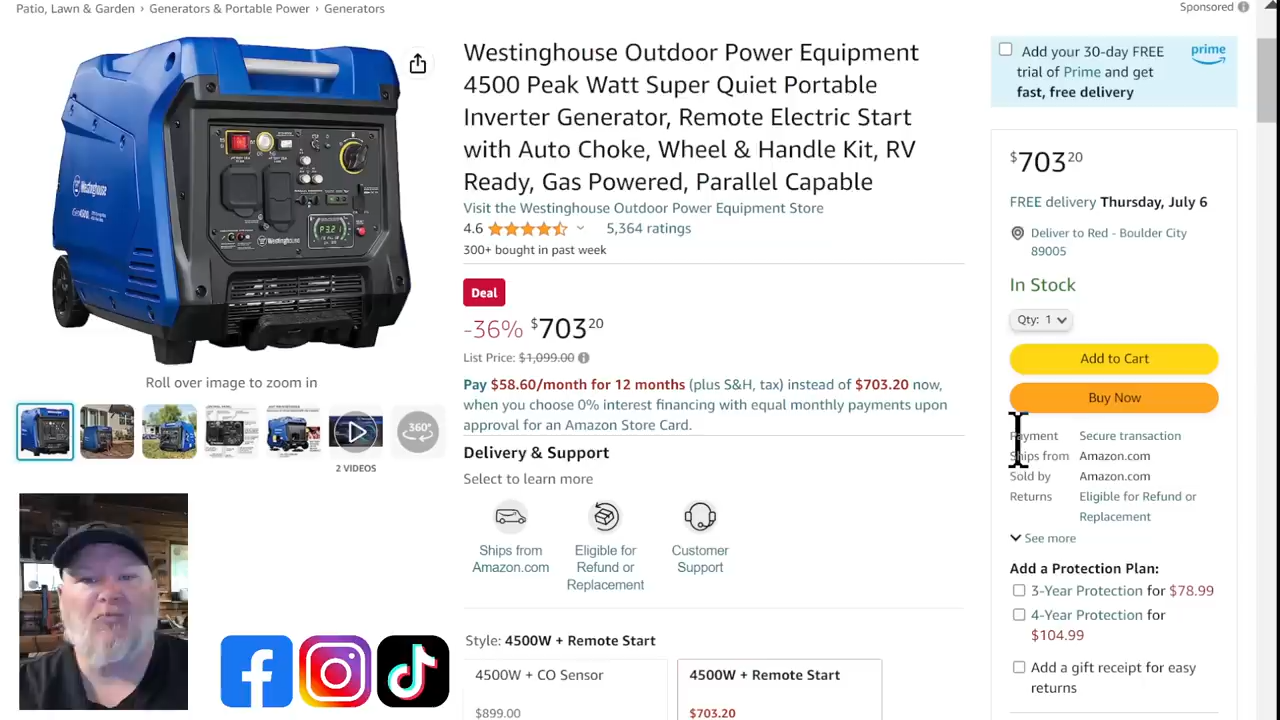 Patio, Lawn & Garden › Generators & Portable Power › Generators
Sponsored
Westinghouse Outdoor Power Equipment
4500 Peak Watt Super Quiet Portable
Inverter Generator, Remote Electric Start
with Auto Choke, Wheel & Handle Kit, RV
Ready, Gas Powered, Parallel Capable
Visit the Westinghouse Outdoor Power Equipment Store
4.6 5,364 ratings
300+ bought in past week
Deal
-36% $703 20
List Price: $1,099.00
Pay $58.60/month for 12 months (plus S&H, tax) instead of $703.20 now,
when you choose 0% interest financing with equal monthly payments upon
approval for an Amazon Store Card.
Delivery & Support
Select to learn more
Ships from
Amazon.com
Eligible for
Refund or
Replacement
Customer
Support
Style: 4500W + Remote Start
4500W + CO Sensor
$899.00
4500W + Remote Start
$703.20
Westinghouse
Westinghouse
Roll over image to zoom in
360°
2 VIDEOS
Add your 30-day FREE
trial of Prime and get
fast, free delivery
prime
$703 20
FREE delivery Thursday, July 6
Deliver to Red - Boulder City
89005
In Stock
Qty: 1
Add to Cart
Buy Now
Payment Secure transaction
Ships from Amazon.com
Sold by Amazon.com
Returns Eligible for Refund or
Replacement
See more
Add a Protection Plan:
3-Year Protection for $78.99
4-Year Protection for
$104.99
Add a gift receipt for easy
returns